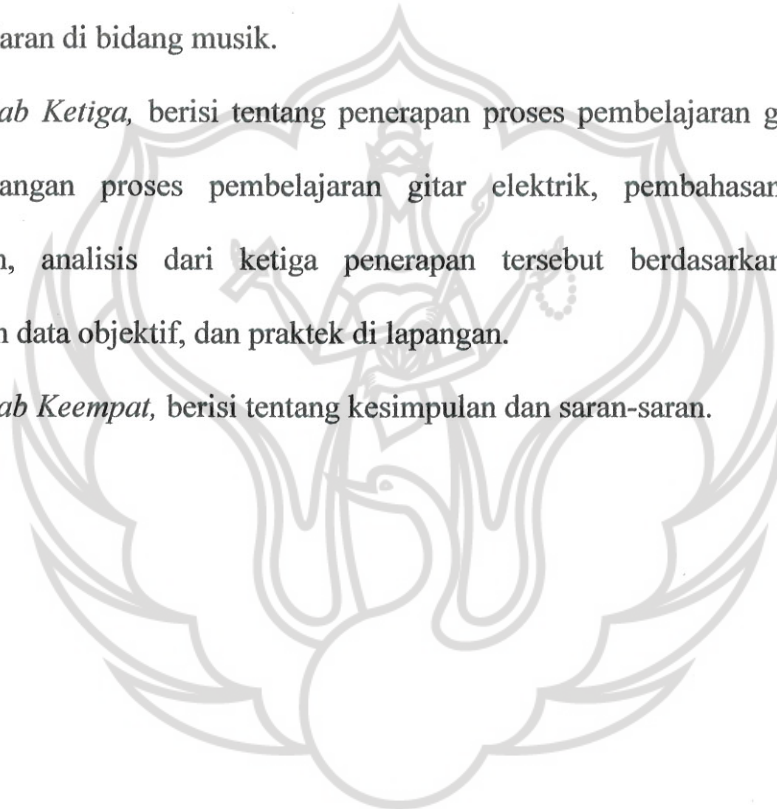 aran di bidang musik.
ab Ketiga, berisi tentang penerapan proses pembelajaran g
angan proses pembelajaran gitar elektrik, pembahasan
analisis dari ketiga penerapan tersebut berdasarkan
data objektif, dan praktek di lapangan.
ab Keempat, berisi tentang kesimpulan dan saran-saran.